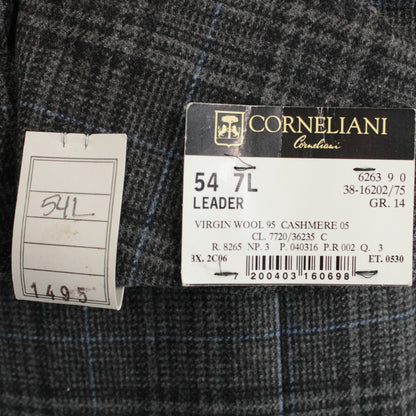 CORNELIANI
Corneliani
54 7L
6263 9 0
LEADER
38-16202/75
GR. 14
VIRGIN WOOL 95 CASHMERE 05
CL. 7720/36235 C
R. 8265 NP. 3 P. 040316 P.R 002 Q. 3
3X. 2C06
ET. 0530
7 200403 160698
54L
1495